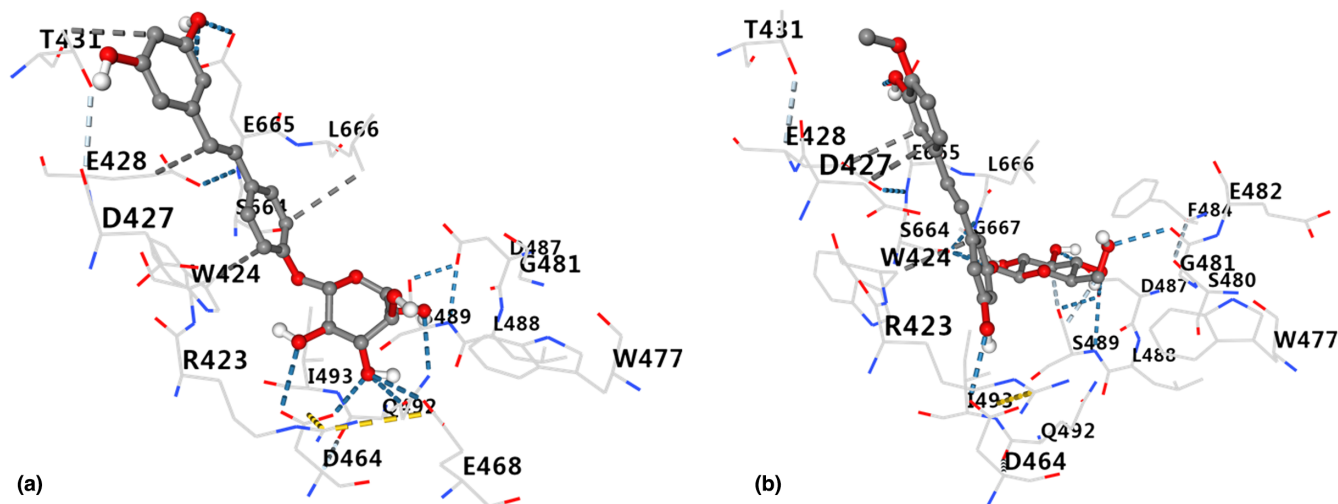 T431
E665
L666
E428
S664
D427
W424
D487
G481
S489
L488
W477
R423
I493
Q492
D464
E468
(a)
T431
E428
E665
D427
L666
E482
F484
S664
G667
W424
G481
D487
S480
R423
S489
L488
W477
I493
Q492
D464
(b)